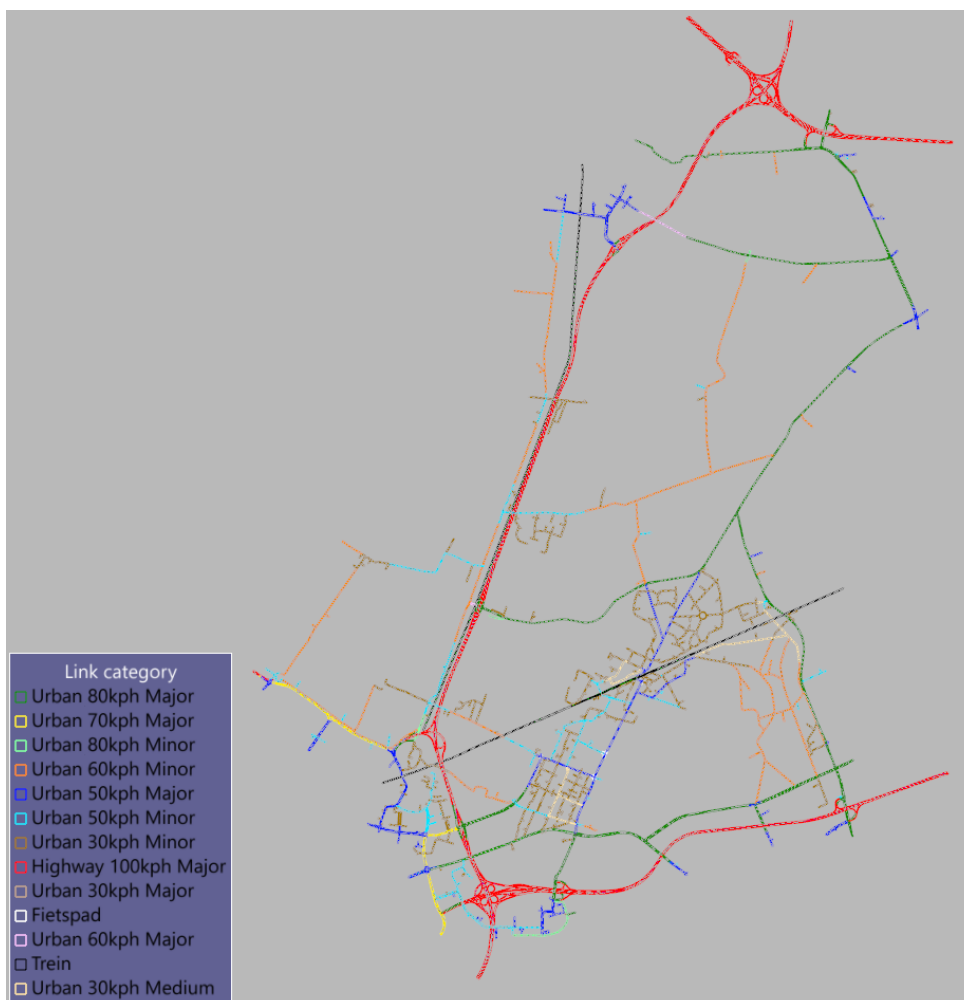 Link category
Urban 80kph Major
Urban 70kph Major
Urban 80kph Minor
Urban 60kph Minor
Urban 50kph Major
Urban 50kph Minor
Urban 30kph Minor
Highway 100kph Major
Urban 30kph Major
Fietspad
Urban 60kph Major
Trein
Urban 30kph Medium